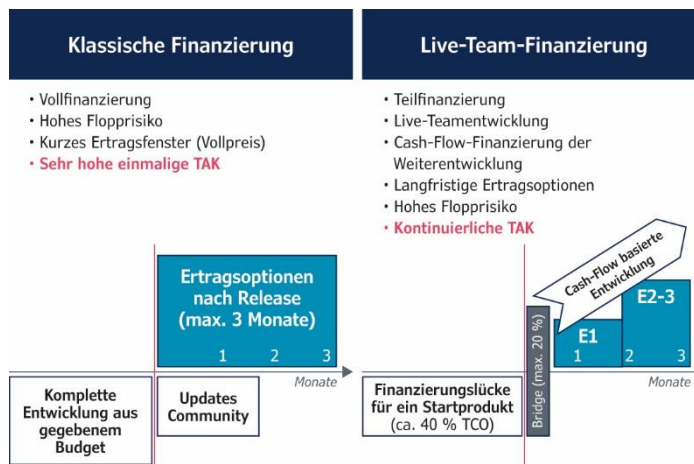 Klassische Finanzierung
• Vollfinanzierung
• Hohes Flopprisiko
• Kurzes Ertragsfenster (Vollpreis)
• Sehr hohe einmalige TAK
Ertragsoptionen
nach Release
(max. 3 Monate)
1 2 3
Monate
Komplette
Entwicklung aus
gegebenem
Budget
Updates
Community
Live-Team-Finanzierung
• Teilfinanzierung
• Live-Teamentwicklung
• Cash-Flow-Finanzierung der
Weiterentwicklung
• Langfristige Ertragsoptionen
• Hohes Flopprisiko
• Kontinuierliche TAK
Cash-Flow basierte
Entwicklung
E1
E2-3
1 2 3
Monate
Bridge (max. 20 %)
Finanzierungslücke
für ein Startprodukt
(ca. 40 % TCO)